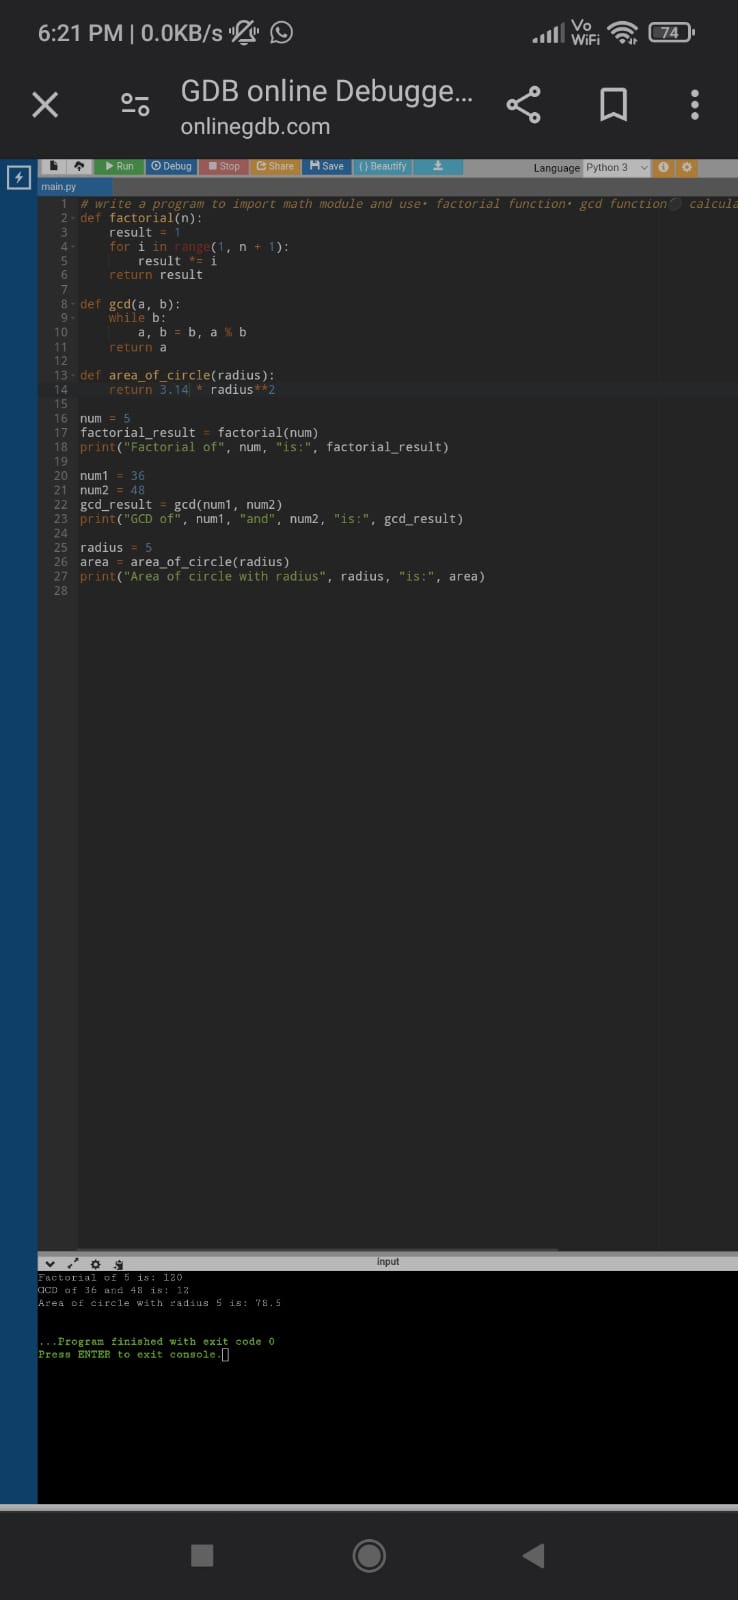 6:21 PM | 0.0KB/s
Vo
WiFi
74
GDB online Debugge...
onlinegdb.com
Run Debug Stop Share Save {} Beautify Language Python 3
main.py
1 # write a program to import math module and use• factorial function• gcd function⚫ calcula
2 def factorial(n):
3     result = 1
4     for i in range(1, n + 1):
5         result *= i
6     return result
7
8 def gcd(a, b):
9     while b:
10         a, b = b, a % b
11     return a
12
13 def area_of_circle(radius):
14     return 3.14 * radius**2
15
16 num = 5
17 factorial_result = factorial(num)
18 print("Factorial of", num, "is:", factorial_result)
19
20 num1 = 36
21 num2 = 48
22 gcd_result = gcd(num1, num2)
23 print("GCD of", num1, "and", num2, "is:", gcd_result)
24
25 radius = 5
26 area = area_of_circle(radius)
27 print("Area of circle with radius", radius, "is:", area)
28
input
Factorial of 5 is: 120
GCD of 36 and 48 is: 12
Area of circle with radius 5 is: 78.5
...Program finished with exit code 0
Press ENTER to exit console.